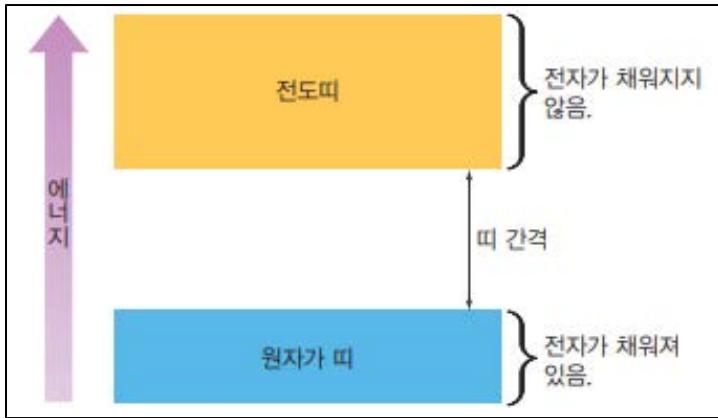 에너지
전도띠
전자가 채워지지
않음.
띠 간격
원자가 띠
전자가 채워져
있음.